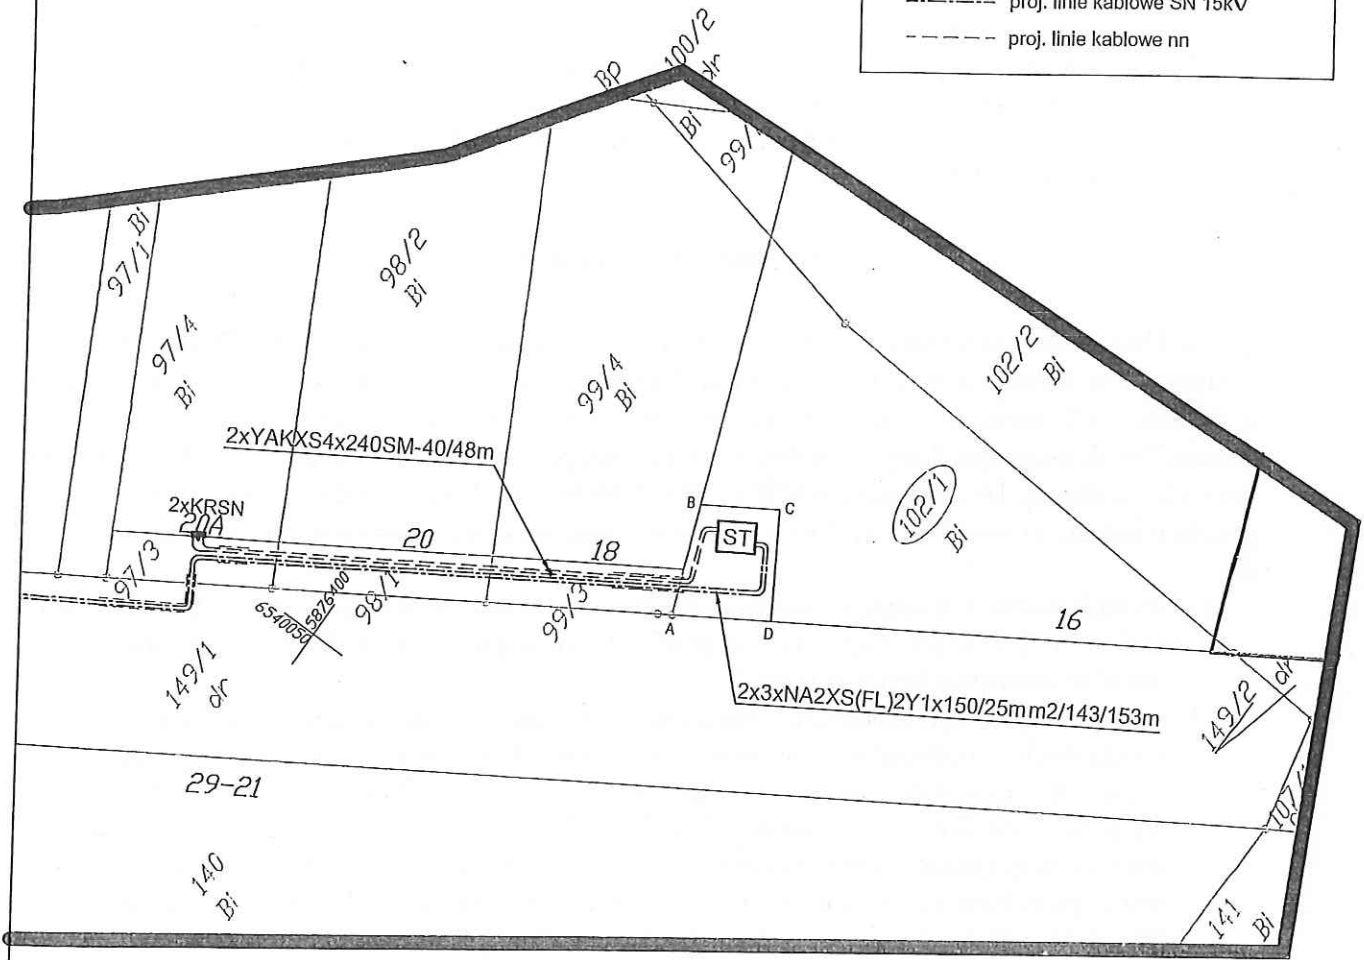 proj. linie kablowe SN 15kV
proj. linie kablowe nn
100/2
dr
Bp
Bi
99/
Bi
97/1
98/2
Bi
97/4
Bi
99/4
Bi
102/2
Bi
2xYAKXS4x240SM-40/48m
2xKRSN
20A
20
18
B
C
ST
102/1
Bi
97/3
98/1
99/3
A
D
16
6540050
5876400
149/1
dr
2x3xNA2XS(FL)2Y1x150/25mm2/143/153m
149/2
dr
29-21
107/
140
Bi
141
Bi